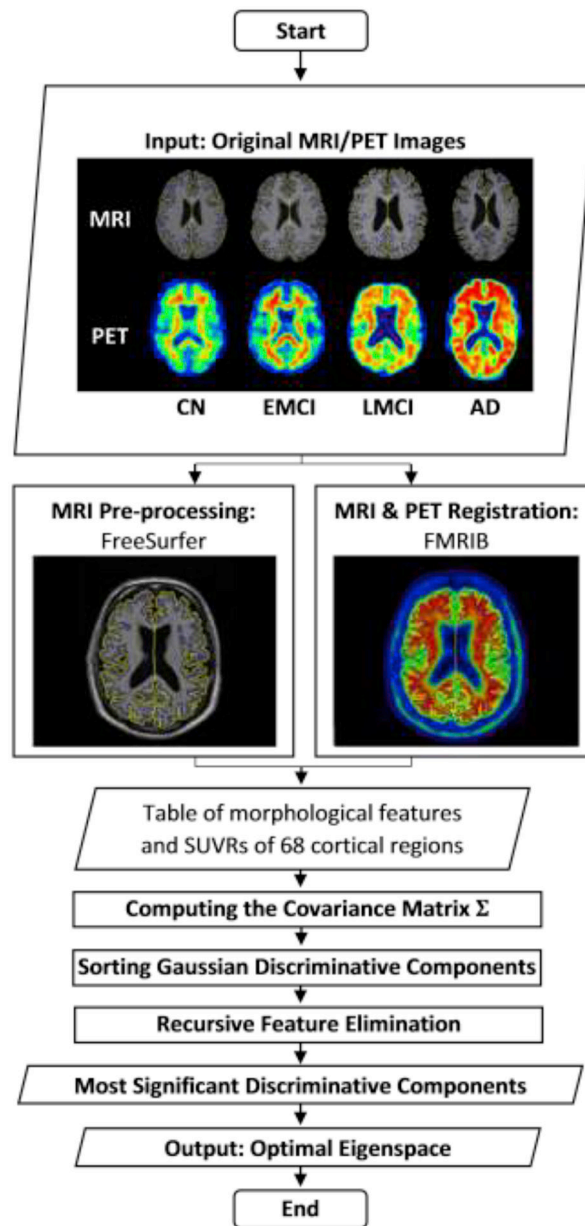 Start
Input: Original MRI/PET Images
MRI
PET
CN EMCI LMCI AD
MRI Pre-processing:
FreeSurfer
MRI & PET Registration:
FMRIB
Table of morphological features
and SUVRs of 68 cortical regions
Computing the Covariance Matrix Σ
Sorting Gaussian Discriminative Components
Recursive Feature Elimination
Most Significant Discriminative Components
Output: Optimal Eigenspace
End